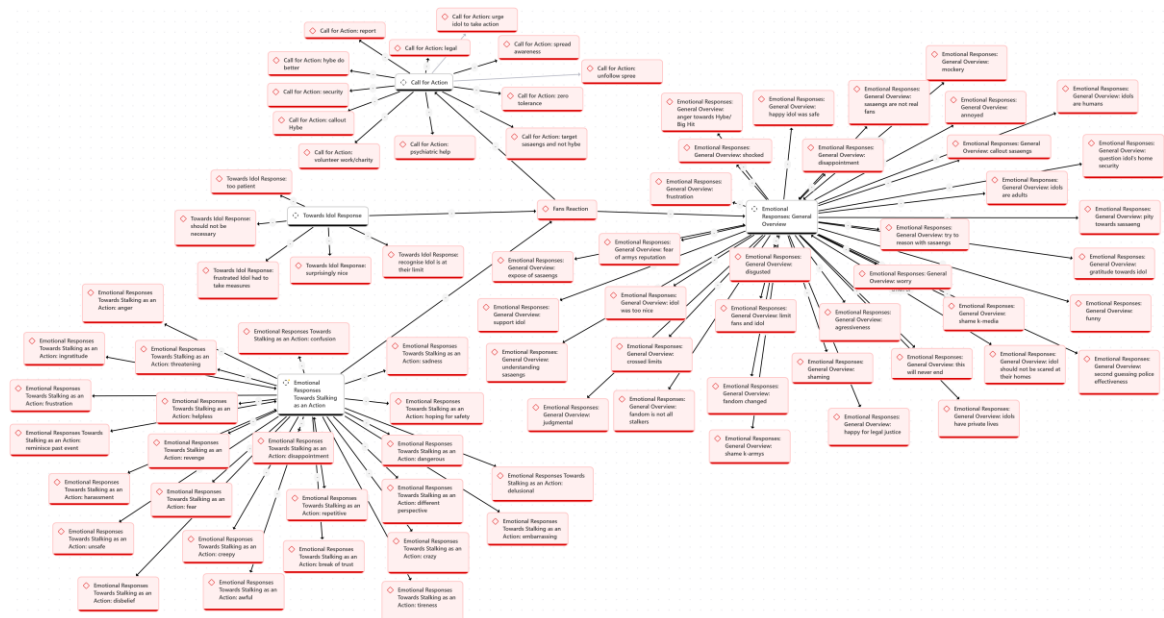 Call for Action: urge
idol to take action
Call for Action: report
Call for Action: legal
Call for Action: spread
awareness
Call for Action: hybe do
better
Call for Action:
unfollow spree
Call for Action
Call for Action: security
Call for Action: zero
tolerance
Call for Action: callout
Hybe
Call for Action: target
sasaengs and not hybe
Call for Action:
volunteer work/charity
Call for Action:
psychiatric help
Towards Idol Response:
too patient
Towards Idol Response:
should not be
necessary
Towards Idol Response
Fans Reaction
Towards Idol Response:
frustrated Idol had to
take measures
Towards Idol Response:
surprisingly nice
Towards Idol Response:
recognise Idol is at
their limit
Emotional Responses:
General Overview:
mockery
Emotional Responses:
General Overview:
anger towards Hybe/
Big Hit
Emotional Responses:
General Overview:
happy idol was safe
Emotional Responses:
General Overview:
sasaengs are not real
fans
Emotional Responses:
General Overview:
annoyed
Emotional Responses:
General Overview: idols
are humans
Emotional Responses:
General Overview: shocked
Emotional Responses:
General Overview:
disappointment
Emotional Responses: General
Overview: callout sasaengs
Emotional Responses:
General Overview:
question idol's home
security
Emotional Responses:
General Overview:
frustration
Emotional Responses:
General Overview: idols
are adults
Emotional
Responses: General
Overview
Emotional Responses:
General Overview:
pity towards
sassaeng
Emotional Responses:
General Overview: try to
reason with casaengs
Emotional Responses:
General Overview: fear
of armys reputation
Emotional Responses:
General Overview:
expose of sasaengs
Emotional Responses:
General Overview:
disgusted
Emotional Responses: General
Overview: worry
Emotional Responses:
General Overview:
gratitude towards idol
Emotional Responses:
General Overview:
support idol
Emotional Responses:
General Overview: idol
was too nice
Emotional Responses:
General Overview: limit
fans and idol
Emotional Responses:
General Overview:
agressiveness
Emotional Responses:
General Overview:
shame k-media
Emotional Responses:
General Overview:
funny
Emotional Responses:
General Overview:
understanding
sasaengs
Emotional Responses:
General Overview:
crossed limits
Emotional Responses:
General Overview:
shaming
Emotional Responses:
General Overview: this
will never end
Emotional Responses:
General Overview: idol
should not be scared at
their homes
Emotional Responses:
General Overview:
second guessing police
effectiveness
Emotional Responses:
General Overview:
judgmental
Emotional Responses:
General Overview:
fandom is not all
stalkers
Emotional Responses:
General Overview:
fandom changed
Emotional Responses:
General Overview:
happy for legal justice
Emotional Responses:
General Overview: idols
have private lives
Emotional Responses:
General Overview:
shame k-armys
Emotional Responses
Towards Stalking as an
Action: anger
Emotional Responses
Towards Stalking as an
Action: ingratitude
Emotional Responses
Towards Stalking as an
Action: threatening
Emotional Responses Towards
Stalking as an Action: confusion
Emotional Responses
Towards Stalking as an
Action: sadness
Emotional Responses
Towards Stalking as an
Action: frustration
Emotional Responses
Towards Stalking as an
Action: helpless
Emotional
Responses
Towards Stalking
as an Action
Emotional Responses
Towards Stalking as an
Action: hoping for safety
Emotional Responses Towards
Stalking as an Action:
reminisce past event
Emotional Responses
Towards Stalking as an
Action: revenge
Emotional Responses
Towards Stalking as an
Action: disappointment
Emotional Responses
Towards Stalking as an
Action: dangerous
Emotional Responses Towards
Stalking as an Action:
delusional
Emotional Responses
Towards Stalking as an
Action: harassment
Emotional Responses
Towards Stalking as an
Action: fear
Emotional Responses
Towards Stalking as an
Action: repetitive
Emotional Responses
Towards Stalking as an
Action: different
perspective
Emotional Responses
Towards Stalking as an
Action: embarrasing
Emotional Responses
Towards Stalking as an
Action: unsafe
Emotional Responses
Towards Stalking as an
Action: creepy
Emotional Responses
Towards Stalking as an
Action: break of trust
Emotional Responses
Towards Stalking as an
Action: crazy
Emotional Responses
Towards Stalking as an
Action: disbelief
Emotional Responses
Towards Stalking as an
Action: awful
Emotional Responses
Towards Stalking as an
Action: tireness